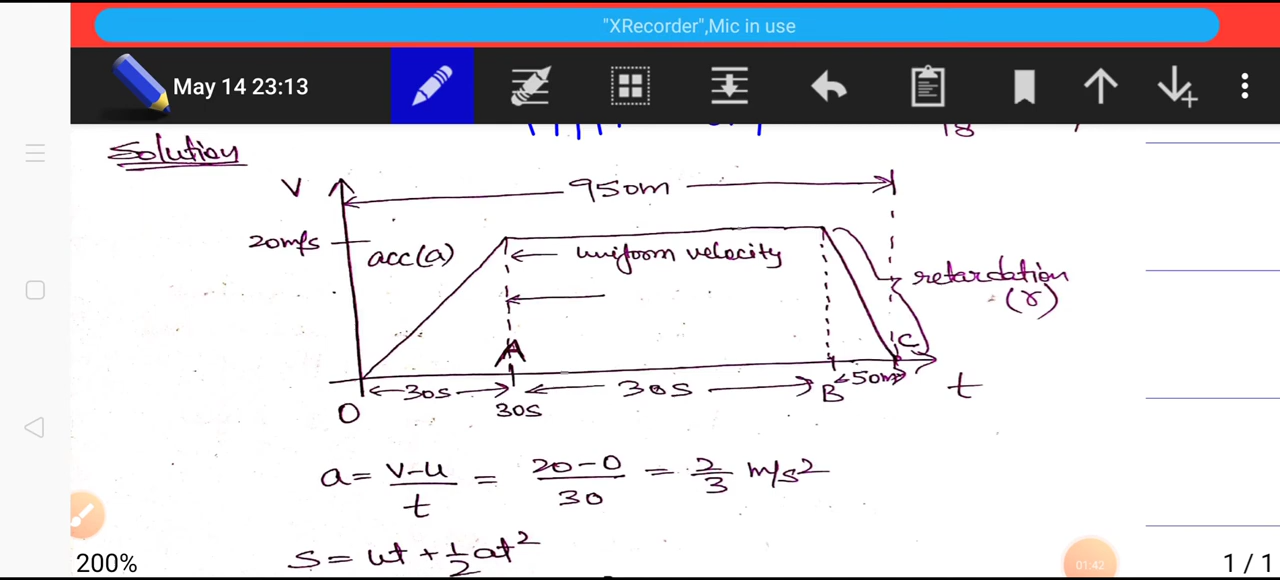 "XRecorder",Mic in use
May 14 23:13
18
Solution
V
950m
20m/s
acc(a)
uniform velocity
retardation
(r)
A
C
30s
30s
B
50m
t
O
30s
a = v-u/t = 20-0/30 = 2/3 m/s2
s = ut + 1/2 at2
200%
01:42
1 / 1